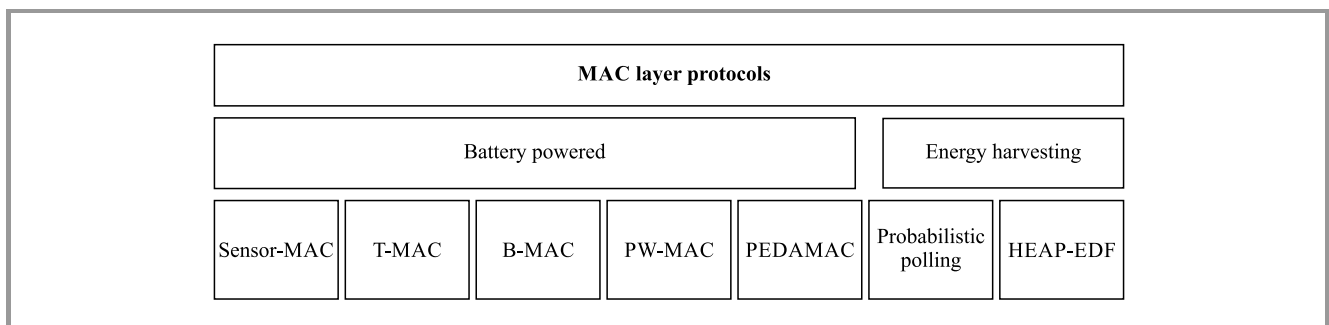 MAC layer protocols
Battery powered
Energy harvesting
Sensor-MAC
T-MAC
B-MAC
PW-MAC
PEDAMAC
Probabilistic
polling
HEAP-EDF